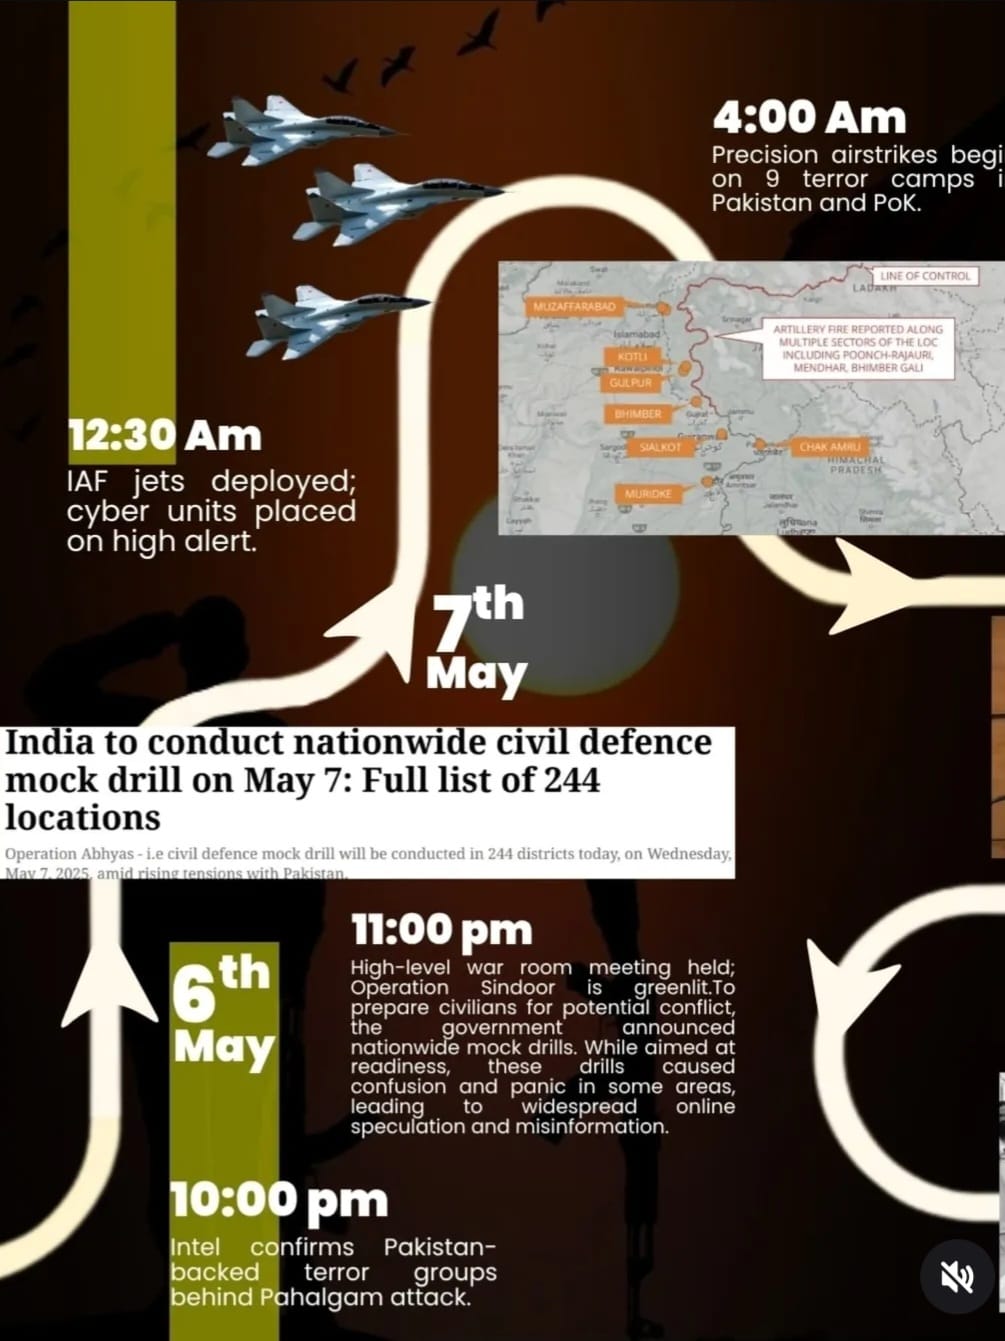 4:00 Am
Precision airstrikes begi
on 9 terror camps i
Pakistan and PoK.
LINE OF CONTROL
LADAKH
MUZAFFARABAD
Swat
Srinagar
Islamabad
ARTILLERY FIRE REPORTED ALONG
MULTIPLE SECTORS OF THE LOC
INCLUDING POONCH-RAJAURI,
MENDHAR, BHIMBER GALI
KOTLI
GULPUR
BHIMBER
Jammu
SIALKOT
CHAK AMRU
HIMACHAL
PRADESH
MURIDKE
Amritsar
Jalandhar
12:30 Am
IAF jets deployed;
cyber units placed
on high alert.
7th
May
India to conduct nationwide civil defence
mock drill on May 7: Full list of 244
locations
Operation Abhyas - i.e civil defence mock drill will be conducted in 244 districts today, on Wednesday,
May 7, 2025, amid rising tensions with Pakistan.
11:00 pm
High-level war room meeting held;
Operation Sindoor is greenlit.To
prepare civilians for potential conflict,
the government announced
nationwide mock drills. While aimed at
readiness, these drills caused
confusion and panic in some areas,
leading to widespread online
speculation and misinformation.
6th
May
10:00 pm
Intel confirms Pakistan-
backed terror groups
behind Pahalgam attack.